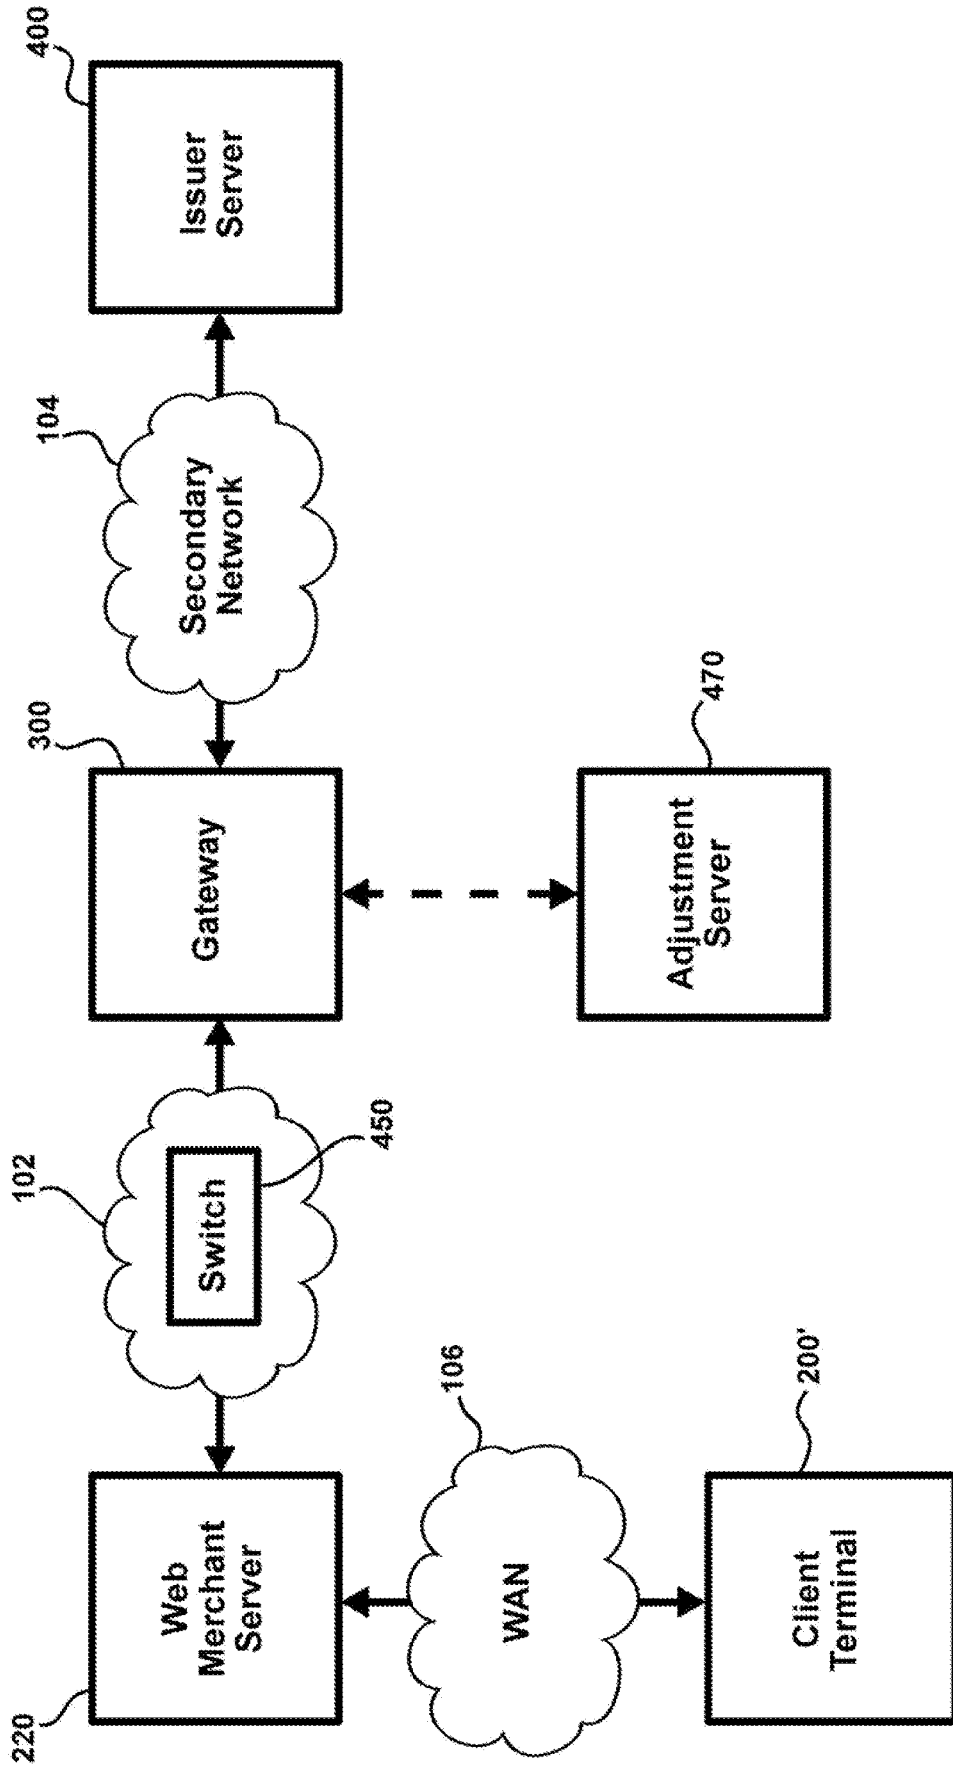 220
Web
Merchant
Server
102
Switch
450
300
Gateway
104
Secondary
Network
400
Issuer
Server
106
WAN
200'
Client
Terminal
470
Adjustment
Server